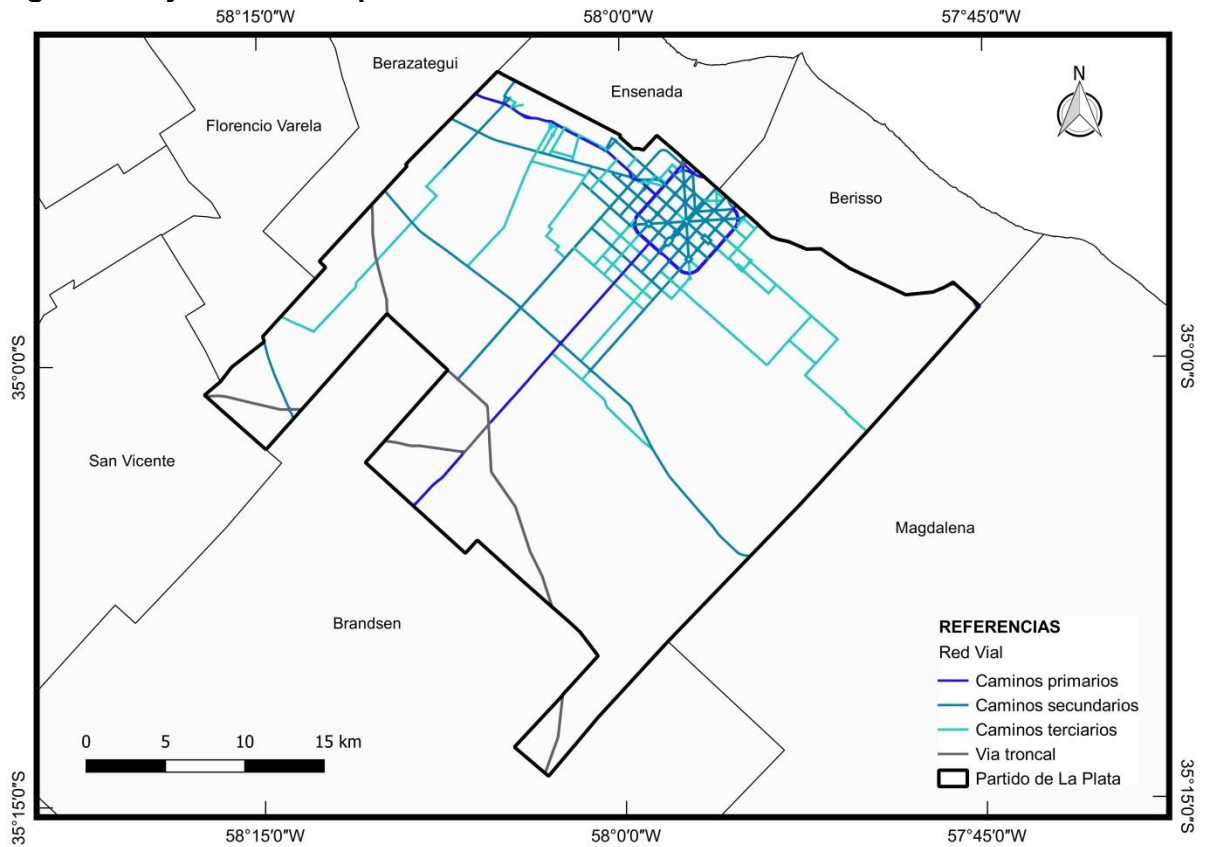 58°15'0"W 58°0'0"W 57°45'0"W
Berazategui
Ensenada
N
Florencio Varela
Berisso
35°0'0"S 35°0'0"S
San Vicente
Magdalena
Brandsen
REFERENCIAS
Red Vial
Caminos primarios
Caminos secundarios
Caminos terciarios
Via troncal
Partido de La Plata
0 5 10 15 km
35°15'0"S 35°15'0"S
58°15'0"W 58°0'0"W 57°45'0"W